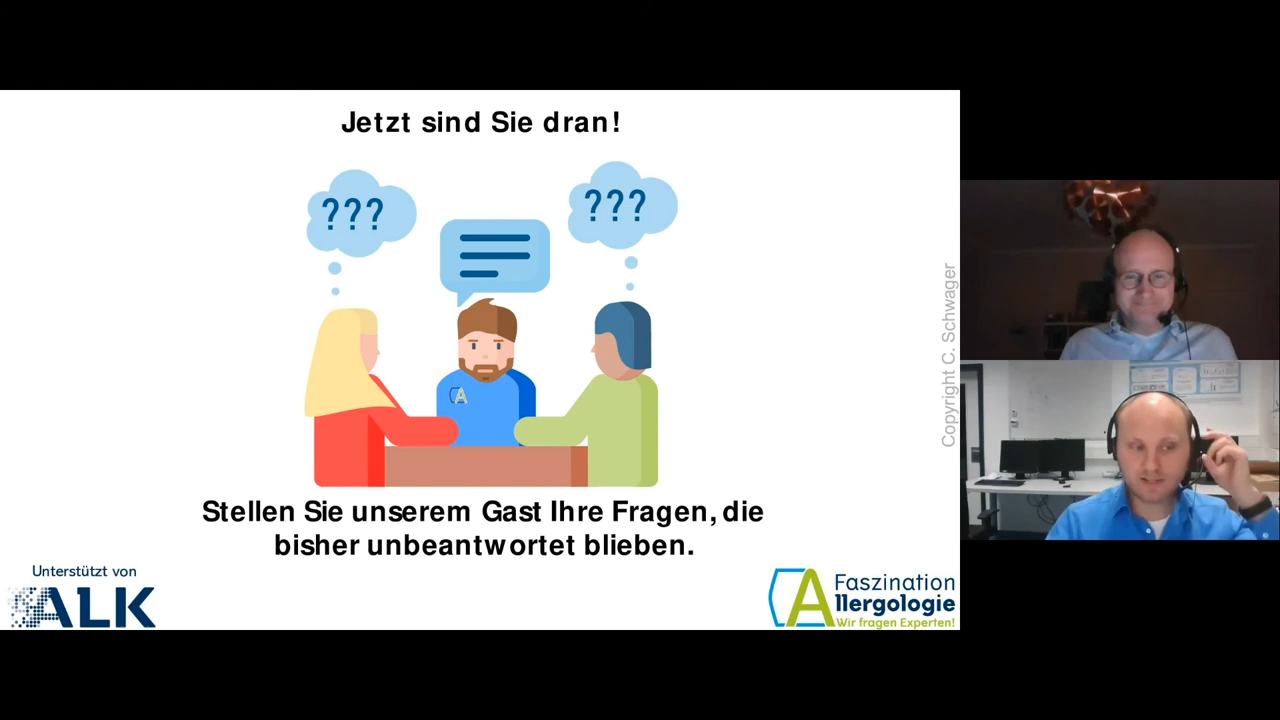 Jetzt sind Sie dran!
???
???
A
Stellen Sie unserem Gast Ihre Fragen, die
bisher unbeantwortet blieben.
Copyright C. Schwager
Unterstützt von
ALK
Faszination
Allergologie
Wir fragen Experten!